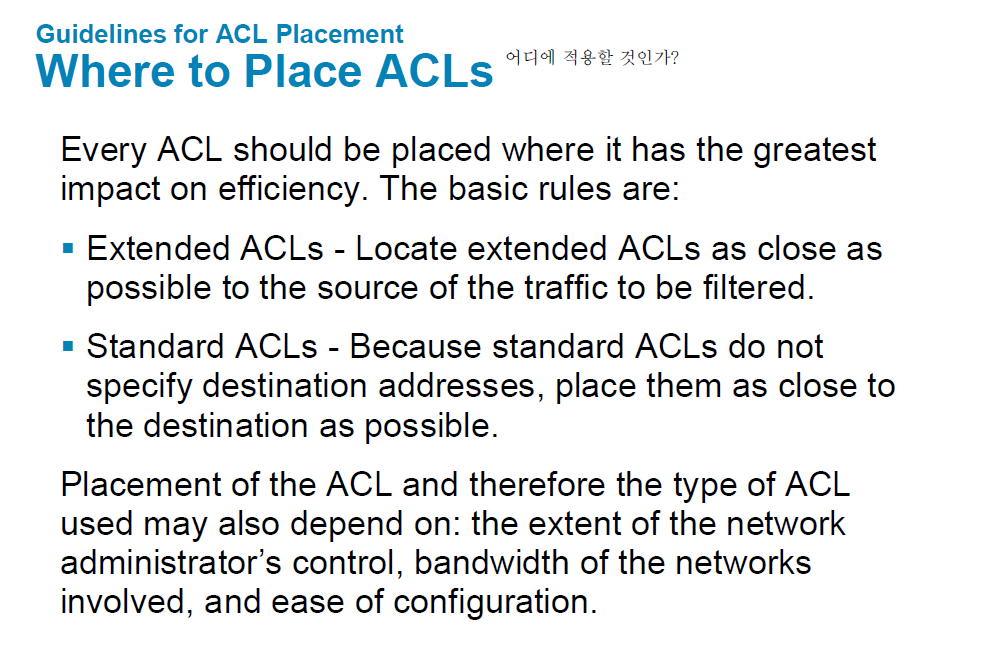 Guidelines for ACL Placement
Where to Place ACLs 어디에 적용할 것인가?
Every ACL should be placed where it has the greatest
impact on efficiency. The basic rules are:
▪ Extended ACLs - Locate extended ACLs as close as
possible to the source of the traffic to be filtered.
▪ Standard ACLs - Because standard ACLs do not
specify destination addresses, place them as close to
the destination as possible.
Placement of the ACL and therefore the type of ACL
used may also depend on: the extent of the network
administrator’s control, bandwidth of the networks
involved, and ease of configuration.